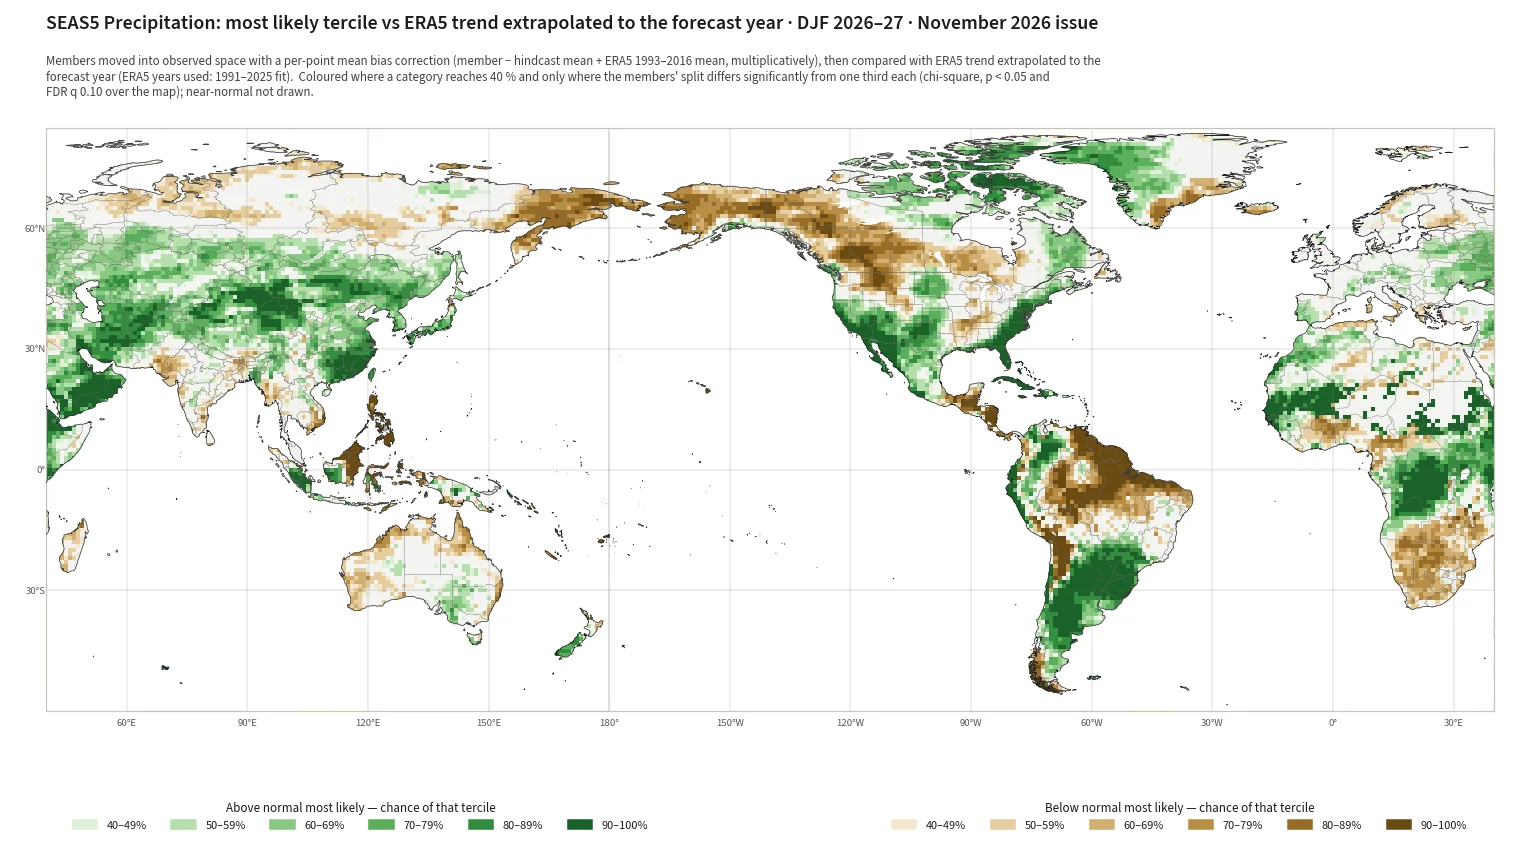 SEAS5 Precipitation: most likely tercile vs ERA5 trend extrapolated to the forecast year · DJF 2026–27 · November 2026 issue
Members moved into observed space with a per-point mean bias correction (member − hindcast mean + ERA5 1993–2016 mean, multiplicatively), then compared with ERA5 trend extrapolated to the
forecast year (ERA5 years used: 1991–2025 fit). Coloured where a category reaches 40 % and only where the members' split differs significantly from one third each (chi-square, p < 0.05 and
FDR q 0.10 over the map); near-normal not drawn.
60°N
30°N
0°
30°S
60°E 90°E 120°E 150°E 180° 150°W 120°W 90°W 60°W 30°W 0° 30°E
Above normal most likely — chance of that tercile
40–49% 50–59% 60–69% 70–79% 80–89% 90–100%
Below normal most likely — chance of that tercile
40–49% 50–59% 60–69% 70–79% 80–89% 90–100%